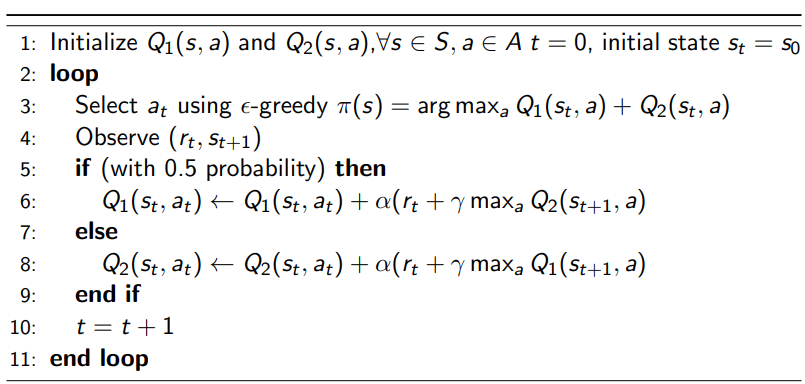 1: Initialize Q₁(s, a) and Q₂(s, a),∀s ∈ S, a ∈ A t = 0, initial state sₜ = s₀
2: loop
3: Select aₜ using ϵ-greedy π(s) = arg maxₐ Q₁(sₜ, a) + Q₂(sₜ, a)
4: Observe (rₜ, sₜ₊₁)
5: if (with 0.5 probability) then
6: Q₁(sₜ, aₜ) ← Q₁(sₜ, aₜ) + α(rₜ + γ maxₐ Q₂(sₜ₊₁, a)
7: else
8: Q₂(sₜ, aₜ) ← Q₂(sₜ, aₜ) + α(rₜ + γ maxₐ Q₁(sₜ₊₁, a)
9: end if
10: t = t + 1
11: end loop